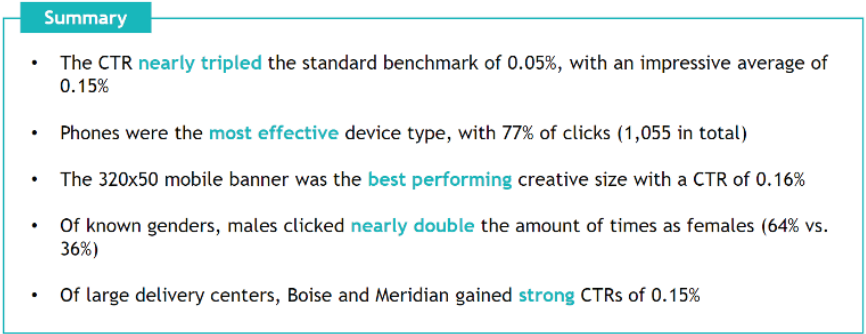 Summary
• The CTR nearly tripled the standard benchmark of 0.05%, with an impressive average of
0.15%
• Phones were the most effective device type, with 77% of clicks (1,055 in total)
• The 320x50 mobile banner was the best performing creative size with a CTR of 0.16%
• Of known genders, males clicked nearly double the amount of times as females (64% vs.
36%)
• Of large delivery centers, Boise and Meridian gained strong CTRs of 0.15%